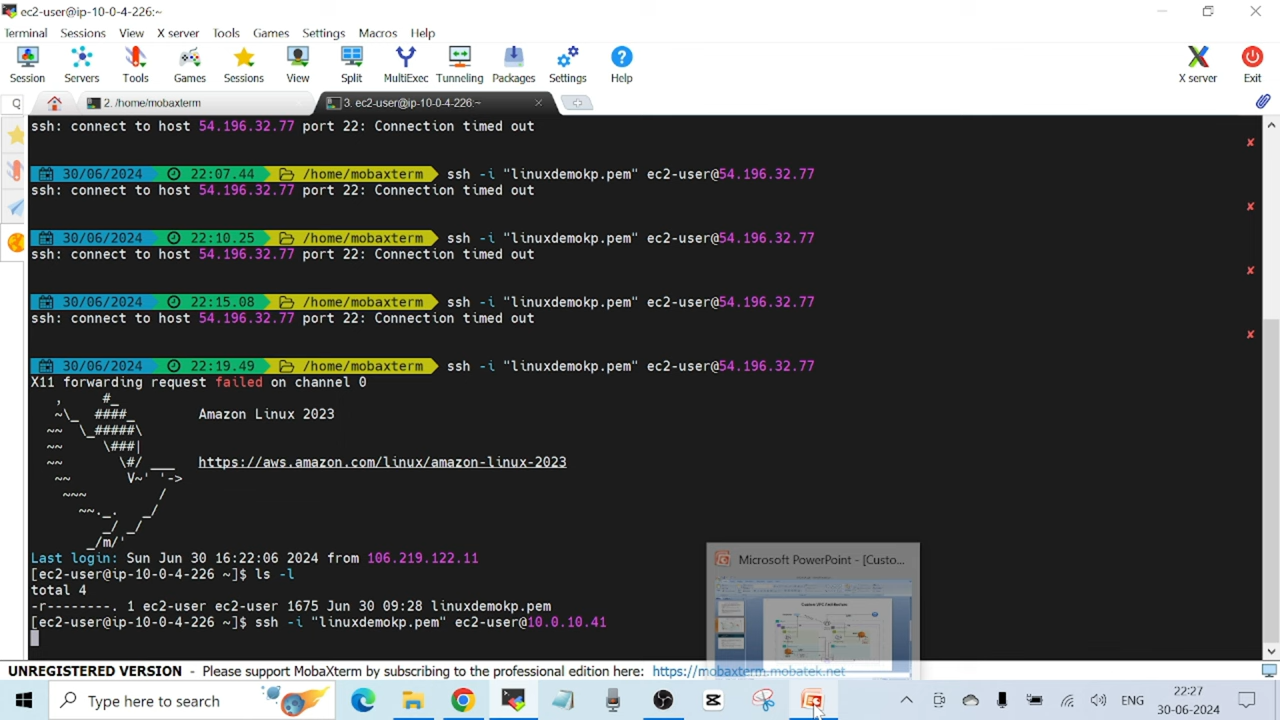 ec2-user@ip-10-0-4-226:~
Terminal Sessions View X server Tools Games Settings Macros Help
Session Servers Tools Games Sessions View Split MultiExec Tunneling Packages Settings Help X server Exit
2. /home/mobaxterm 3. ec2-user@ip-10-0-4-226:~
ssh: connect to host 54.196.32.77 port 22: Connection timed out
30/06/2024 22:07.44 /home/mobaxterm ssh -i "linuxdemokp.pem" ec2-user@54.196.32.77
ssh: connect to host 54.196.32.77 port 22: Connection timed out
30/06/2024 22:10.25 /home/mobaxterm ssh -i "linuxdemokp.pem" ec2-user@54.196.32.77
ssh: connect to host 54.196.32.77 port 22: Connection timed out
30/06/2024 22:15.08 /home/mobaxterm ssh -i "linuxdemokp.pem" ec2-user@54.196.32.77
ssh: connect to host 54.196.32.77 port 22: Connection timed out
30/06/2024 22:19.49 /home/mobaxterm ssh -i "linuxdemokp.pem" ec2-user@54.196.32.77
X11 forwarding request failed on channel 0
, #_
~\_ ####_ Amazon Linux 2023
~~ \_#####\
~~ \###|
~~ \#/ ___ https://aws.amazon.com/linux/amazon-linux-2023
~~ V~' '->
~~~ /
~~._. _/
_/ _/
_/m/'
Last login: Sun Jun 30 16:22:06 2024 from 106.219.122.11
[ec2-user@ip-10-0-4-226 ~]$ ls -l
total 4
-r--------. 1 ec2-user ec2-user 1675 Jun 30 09:28 linuxdemokp.pem
[ec2-user@ip-10-0-4-226 ~]$ ssh -i "linuxdemokp.pem" ec2-user@10.0.10.41
Microsoft PowerPoint - [Custo...
UNREGISTERED VERSION - Please support MobaXterm by subscribing to the professional edition here: https://mobaxterm.mobatek.net
Type here to search
ENG
22:27
30-06-2024